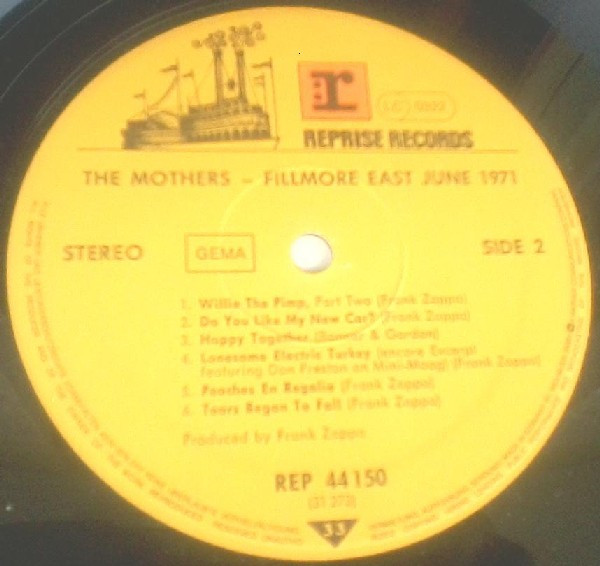 r
REPRISE RECORDS
THE MOTHERS – FILLMORE EAST JUNE 1971
STEREO
GEMA
SIDE 2
1. Willie The Pimp, Part Two (Frank Zappa)
2. Do You Like My New Car? (Frank Zappa)
3. Happy Together (Bonner & Gordon)
4. Lonesome Electric Turkey (encore Excerpt
featuring Don Preston on Mini-Moog) (Frank Zappa)
5. Peaches En Regalia (Frank Zappa)
6. Tears Began To Fall (Frank Zappa)
Produced by Frank Zappa
REP 44 150
33